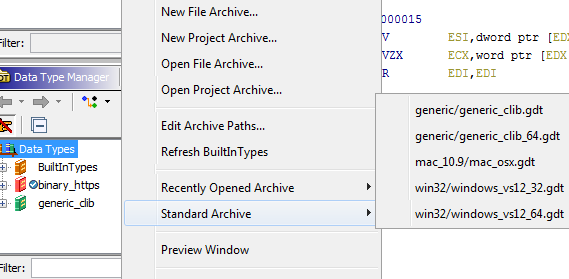 Filter:
Data Type Manager
Data Types
BuiltInTypes
binary_https
generic_clib
Filter:
New File Archive...
New Project Archive...
Open File Archive...
Open Project Archive...
Edit Archive Paths...
Refresh BuiltInTypes
Recently Opened Archive
Standard Archive
Preview Window
generic/generic_clib.gdt
generic/generic_clib_64.gdt
mac_10.9/mac_osx.gdt
win32/windows_vs12_32.gdt
win32/windows_vs12_64.gdt
000015
V ESI,dword ptr [EDX
VZX ECX,word ptr [EDX
R EDI,EDI